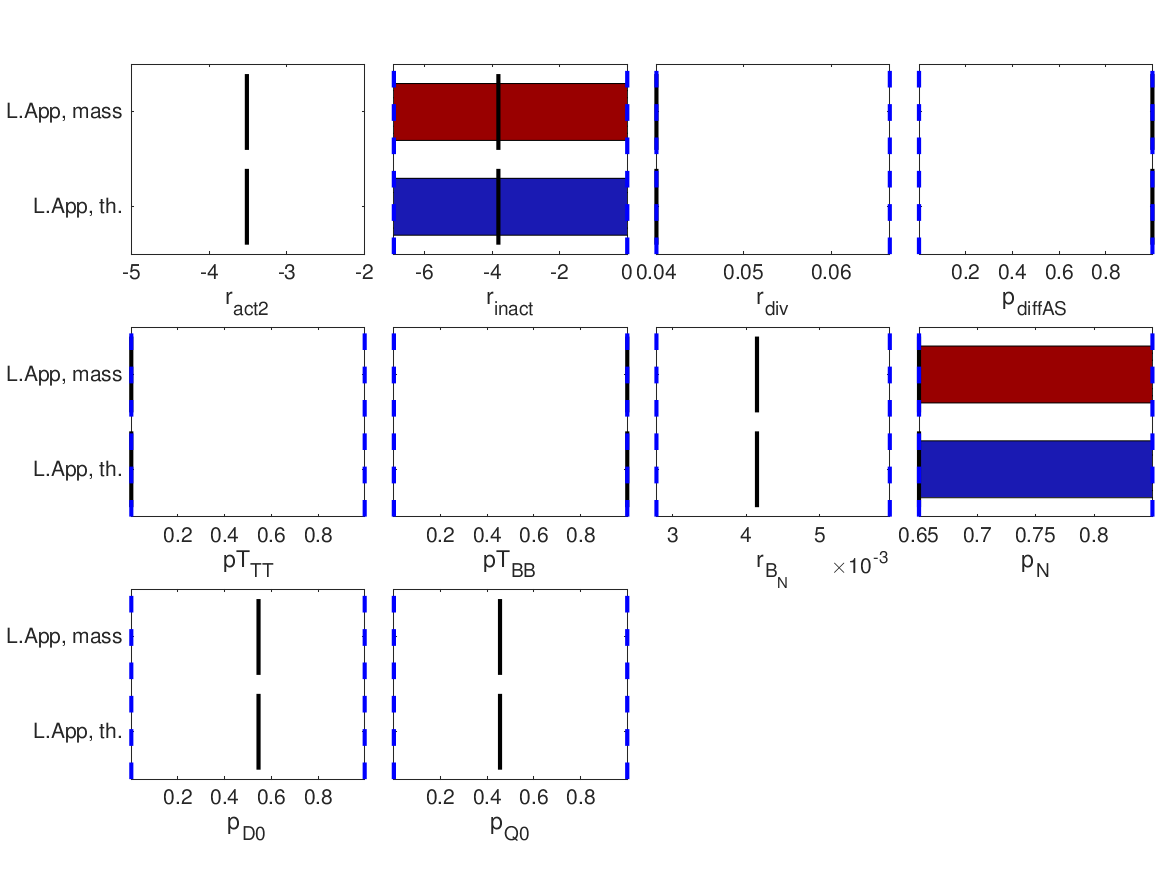 L.App, mass
L.App, th.
-5 -4 -3 -2
r_act2
-6 -4 -2 0
r_inact
0.04 0.05 0.06
r_div
0.2 0.4 0.6 0.8
p_diffAS
L.App, mass
L.App, th.
0.2 0.4 0.6 0.8
pT_TT
0.2 0.4 0.6 0.8
pT_BB
3 4 5
×10^-3
r_B_N
0.65 0.7 0.75 0.8
p_N
L.App, mass
L.App, th.
0.2 0.4 0.6 0.8
p_D0
0.2 0.4 0.6 0.8
p_Q0